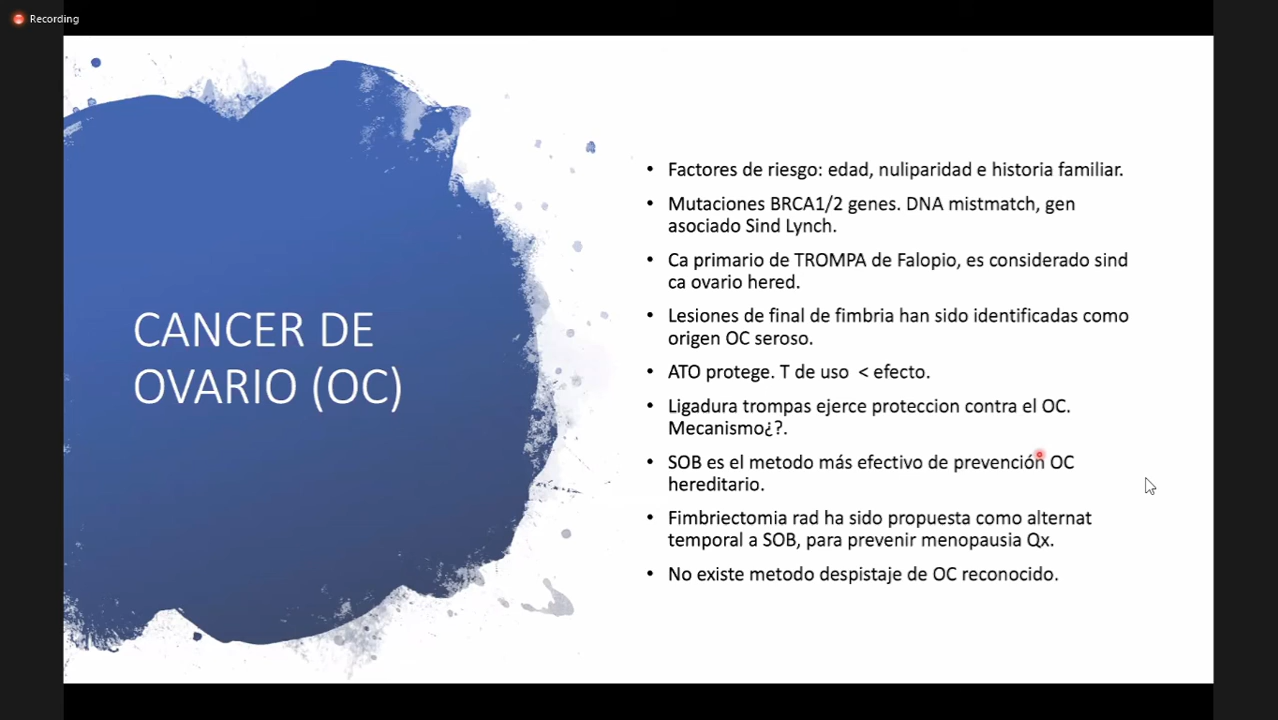 Recording
CANCER DE
OVARIO (OC)
• Factores de riesgo: edad, nuliparidad e historia familiar.
• Mutaciones BRCA1/2 genes. DNA mistmatch, gen
asociado Sind Lynch.
• Ca primario de TROMPA de Falopio, es considerado sind
ca ovario hered.
• Lesiones de final de fimbria han sido identificadas como
origen OC seroso.
• ATO protege. T de uso < efecto.
• Ligadura trompas ejerce proteccion contra el OC.
Mecanismo¿?.
• SOB es el metodo más efectivo de prevención OC
hereditario.
• Fimbriectomia rad ha sido propuesta como alternat
temporal a SOB, para prevenir menopausia Qx.
• No existe metodo despistaje de OC reconocido.